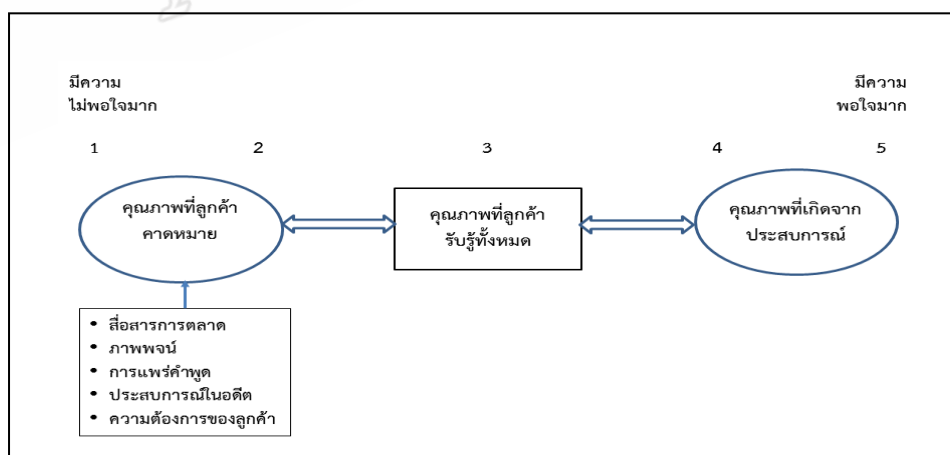 มีความ
ไม่พอใจมาก
มีความ
พอใจมาก
1 2 3 4 5
คุณภาพที่ลูกค้า
คาดหมาย
คุณภาพที่ลูกค้า
รับรู้ทั้งหมด
คุณภาพที่เกิดจาก
ประสบการณ์
• สื่อสารการตลาด
• ภาพพจน์
• การแพร่คำพูด
• ประสบการณ์ในอดีต
• ความต้องการของลูกค้า